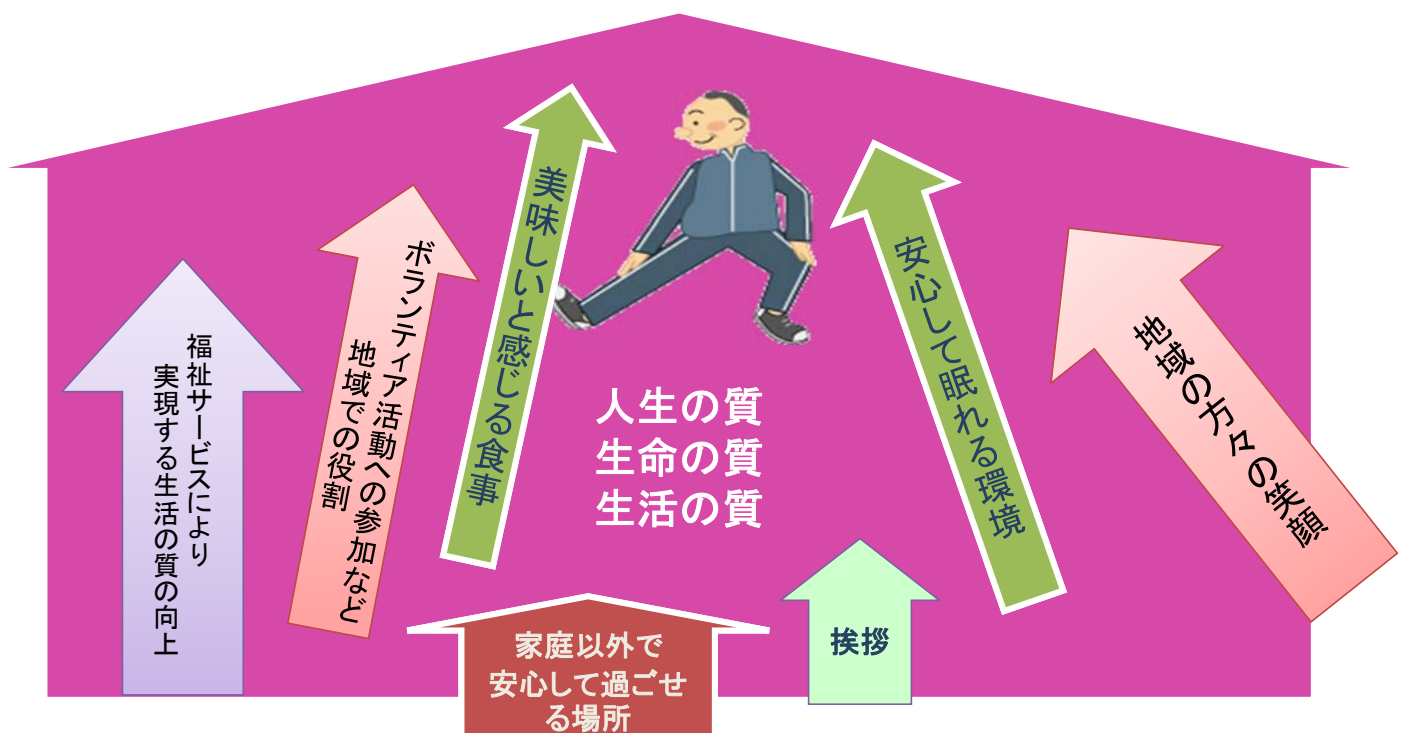 福祉サービスにより
実現する生活の質の向上
ボランティア活動への参加など
地域での役割
美味しいと感じる食事
人生の質
生命の質
生活の質
安心して眠れる環境
地域の方々の笑顔
家庭以外で
安心して過ごせ
る場所
挨拶